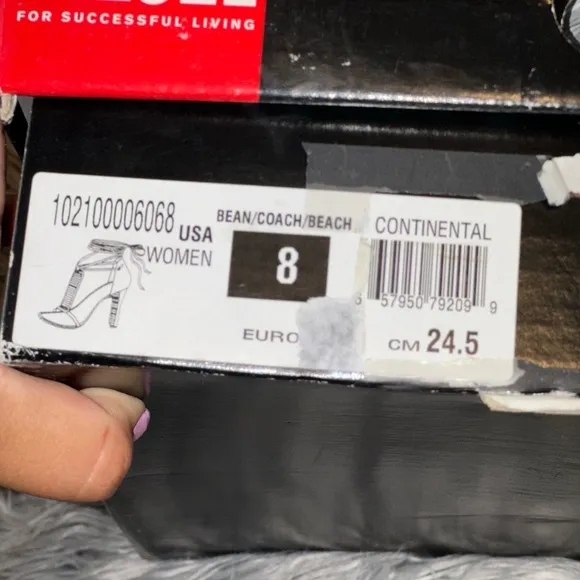 FOR SUCCESSFUL LIVING
102100006068
USA
WOMEN
BEAN/COACH/BEACH
8
EURO
CONTINENTAL
57950 79209 9
CM 24.5